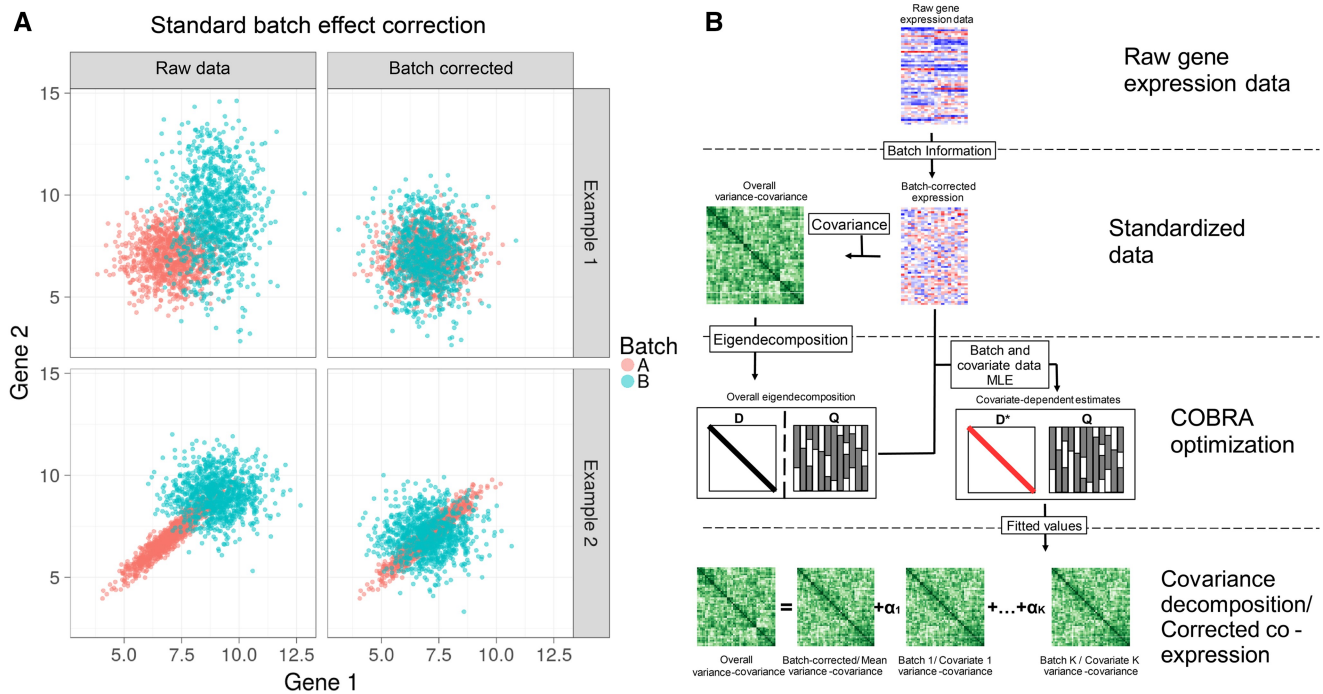 A
Standard batch effect correction
Raw data
Batch corrected
Example 1
Example 2
15
10
5
15
10
5
Gene 2
5.0
7.5
10.0
12.5
5.0
7.5
10.0
12.5
Gene 1
Batch
A
B
B
Raw gene
expression data
Raw gene
expression data
Batch Information
Overall
variance-covariance
Batch-corrected
expression
Covariance
Standardized
data
Eigendecomposition
Batch and
covariate data
MLE
Overall eigendecomposition
D
Q
Covariate-dependent estimates
D*
Q
COBRA
optimization
Fitted values
= +α1 +...+αK
Overall
variance-covariance
Batch-corrected/ Mean
variance -covariance
Batch 1/ Covariate 1
variance-covariance
Batch K / Covariate K
variance-covariance
Covariance
decomposition/
Corrected co -
expression